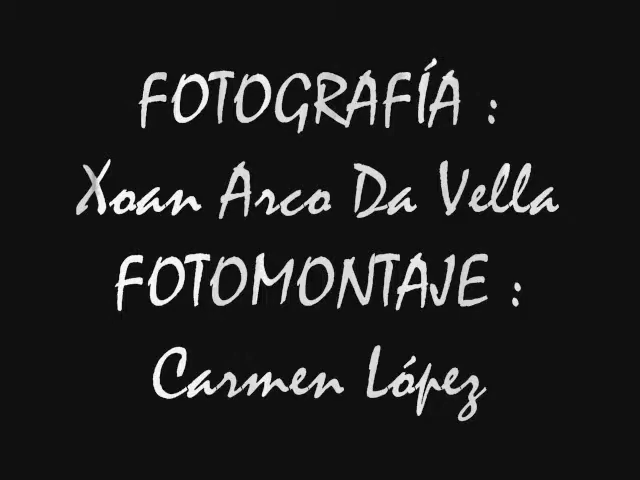 FOTOGRAFÍA :
Xoan Arco Da Vella
FOTOMONTAJE :
Carmen López